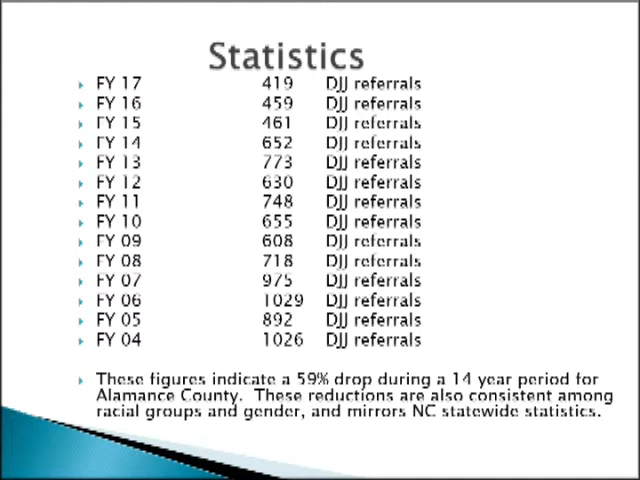 Statistics
FY 17 419 DJJ referrals
FY 16 459 DJJ referrals
FY 15 461 DJJ referrals
FY 14 652 DJJ referrals
FY 13 773 DJJ referrals
FY 12 630 DJJ referrals
FY 11 748 DJJ referrals
FY 10 655 DJJ referrals
FY 09 608 DJJ referrals
FY 08 718 DJJ referrals
FY 07 975 DJJ referrals
FY 06 1029 DJJ referrals
FY 05 892 DJJ referrals
FY 04 1026 DJJ referrals
These figures indicate a 59% drop during a 14 year period for
Alamance County. These reductions are also consistent among
racial groups and gender, and mirrors NC statewide statistics.